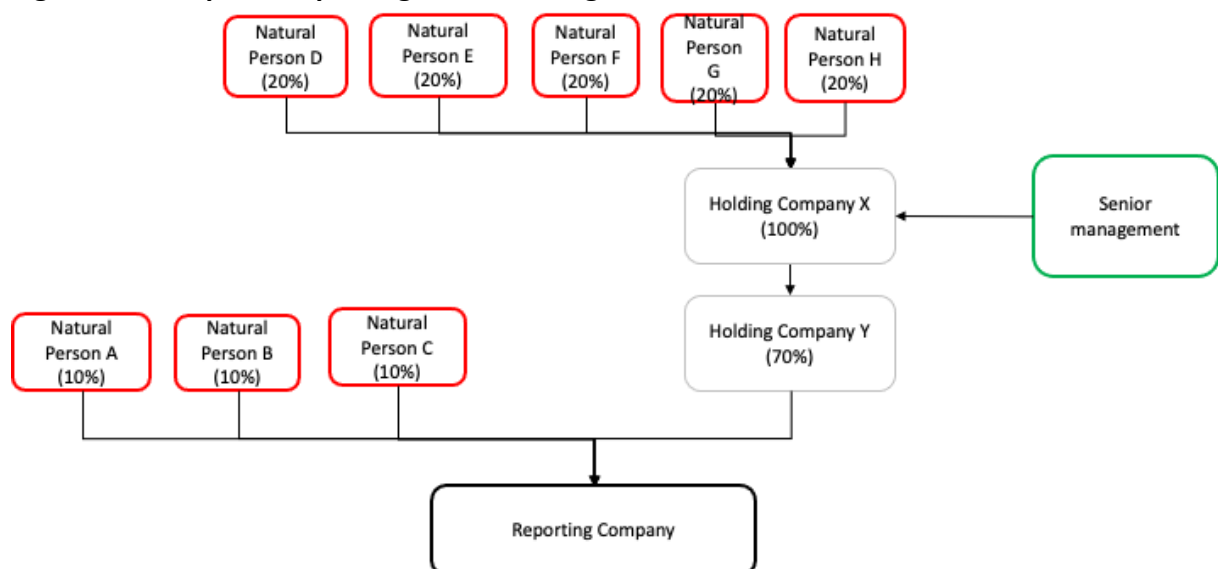 Natural
Person D
(20%)
Natural
Person E
(20%)
Natural
Person F
(20%)
Natural
Person
G
(20%)
Natural
Person H
(20%)
Holding Company X
(100%)
Senior
management
Holding Company Y
(70%)
Natural
Person A
(10%)
Natural
Person B
(10%)
Natural
Person C
(10%)
Reporting Company